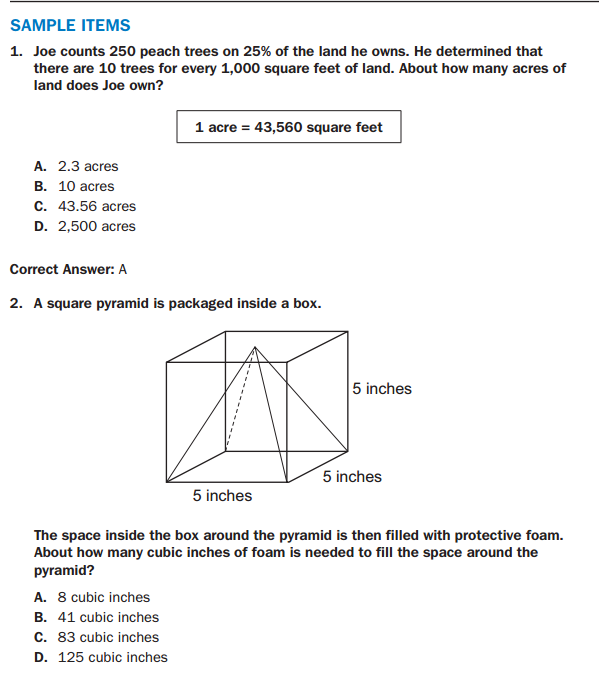 SAMPLE ITEMS
1. Joe counts 250 peach trees on 25% of the land he owns. He determined that
there are 10 trees for every 1,000 square feet of land. About how many acres of
land does Joe own?
1 acre = 43,560 square feet
A. 2.3 acres
B. 10 acres
C. 43.56 acres
D. 2,500 acres
Correct Answer: A
2. A square pyramid is packaged inside a box.
5 inches
5 inches
5 inches
The space inside the box around the pyramid is then filled with protective foam.
About how many cubic inches of foam is needed to fill the space around the
pyramid?
A. 8 cubic inches
B. 41 cubic inches
C. 83 cubic inches
D. 125 cubic inches